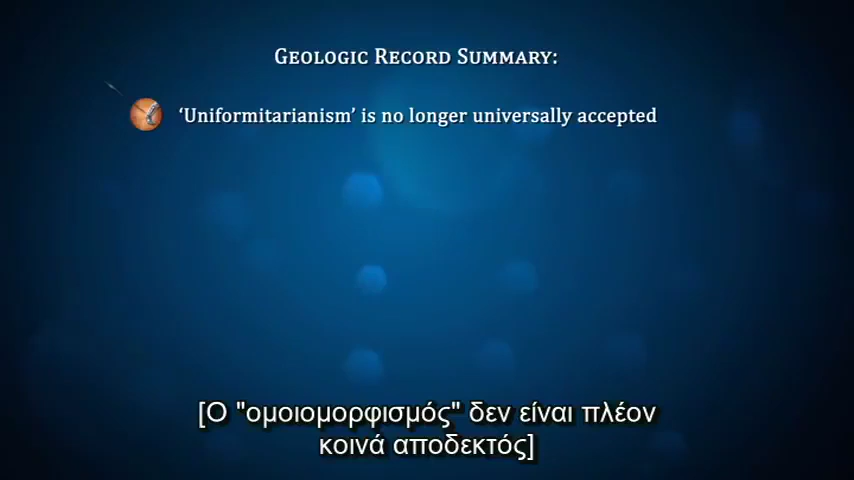 Geologic Record Summary:
‘Uniformitarianism’ is no longer universally accepted
[Ο "ομοιομορφισμός" δεν είναι πλέον
κοινά αποδεκτός]